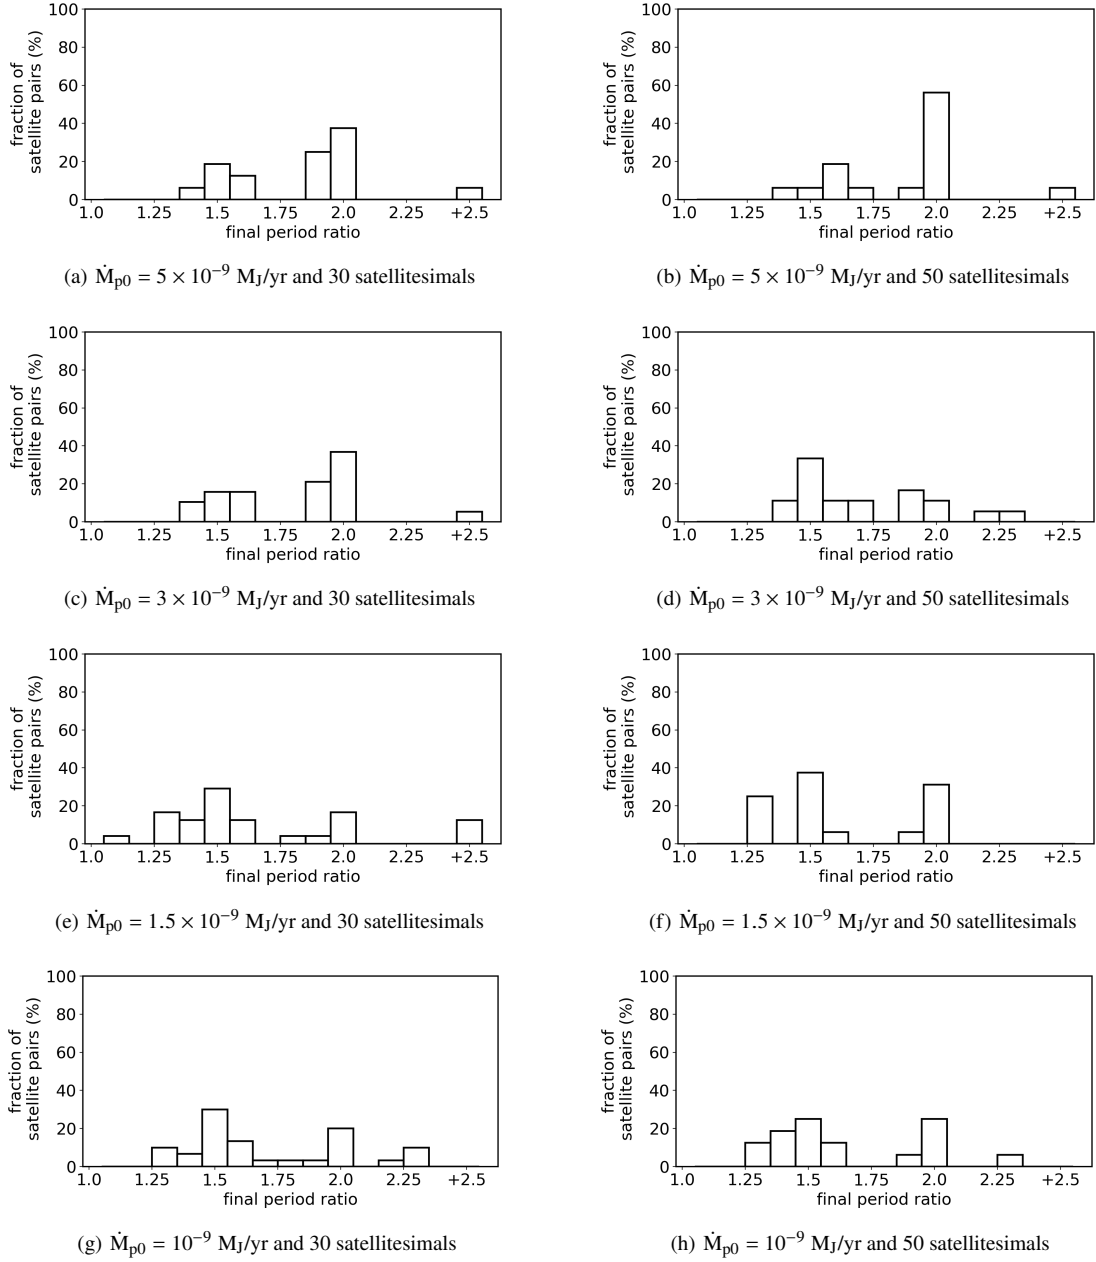 100
80
60
40
20
0
fraction of
satellite pairs (%)
1.0 1.25 1.5 1.75 2.0 2.25 +2.5
final period ratio
(a) Ṁp0 = 5 × 10−9 MJ/yr and 30 satellitesimals
100
80
60
40
20
0
fraction of
satellite pairs (%)
1.0 1.25 1.5 1.75 2.0 2.25 +2.5
final period ratio
(b) Ṁp0 = 5 × 10−9 MJ/yr and 50 satellitesimals
100
80
60
40
20
0
fraction of
satellite pairs (%)
1.0 1.25 1.5 1.75 2.0 2.25 +2.5
final period ratio
(c) Ṁp0 = 3 × 10−9 MJ/yr and 30 satellitesimals
100
80
60
40
20
0
fraction of
satellite pairs (%)
1.0 1.25 1.5 1.75 2.0 2.25 +2.5
final period ratio
(d) Ṁp0 = 3 × 10−9 MJ/yr and 50 satellitesimals
100
80
60
40
20
0
fraction of
satellite pairs (%)
1.0 1.25 1.5 1.75 2.0 2.25 +2.5
final period ratio
(e) Ṁp0 = 1.5 × 10−9 MJ/yr and 30 satellitesimals
100
80
60
40
20
0
fraction of
satellite pairs (%)
1.0 1.25 1.5 1.75 2.0 2.25 +2.5
final period ratio
(f) Ṁp0 = 1.5 × 10−9 MJ/yr and 50 satellitesimals
100
80
60
40
20
0
fraction of
satellite pairs (%)
1.0 1.25 1.5 1.75 2.0 2.25 +2.5
final period ratio
(g) Ṁp0 = 10−9 MJ/yr and 30 satellitesimals
100
80
60
40
20
0
fraction of
satellite pairs (%)
1.0 1.25 1.5 1.75 2.0 2.25 +2.5
final period ratio
(h) Ṁp0 = 10−9 MJ/yr and 50 satellitesimals